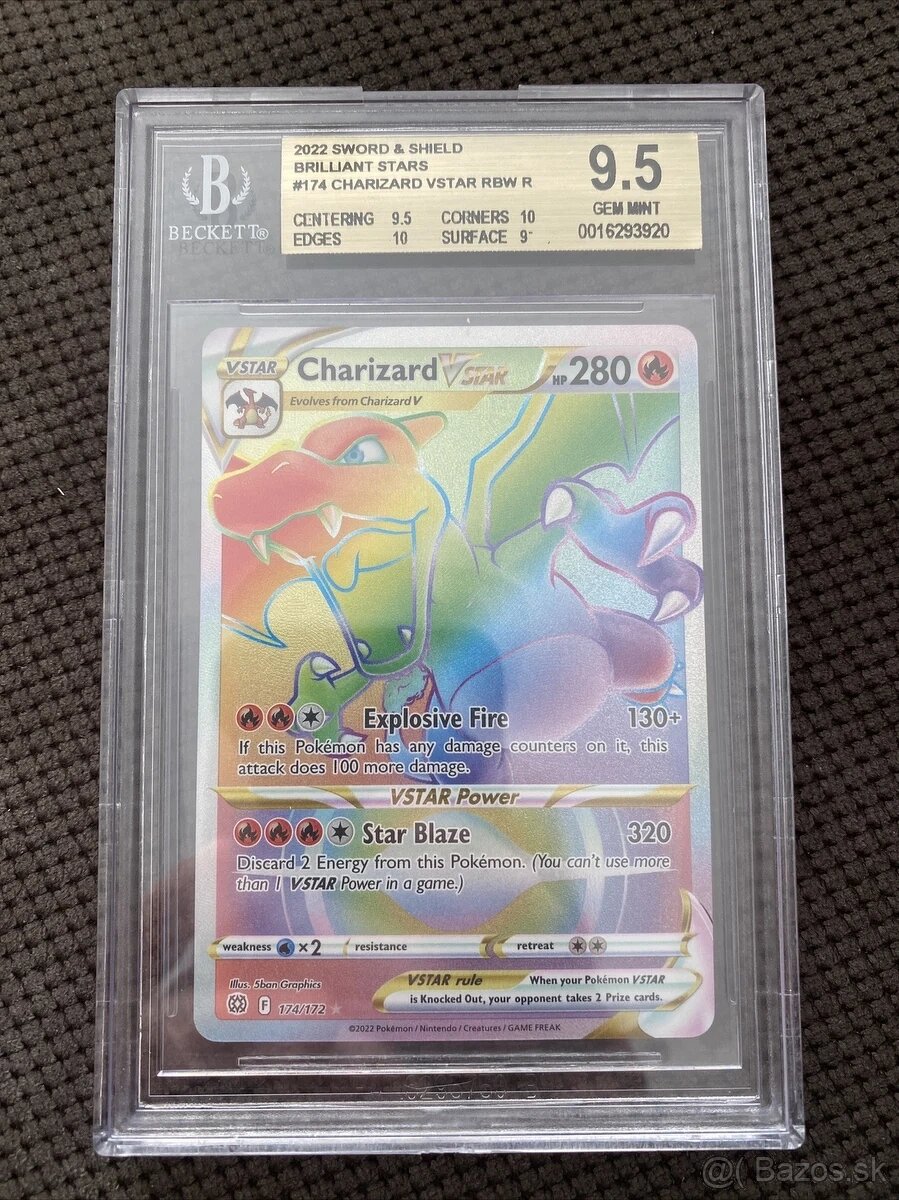 2022 SWORD & SHIELD
BRILLIANT STARS
#174 CHARIZARD VSTAR RBW R
9.5
GEM MINT
CENTERING 9.5 CORNERS 10
EDGES 10 SURFACE 9
0016293920
B
BECKETT®
VSTAR
Charizard VSTAR
HP 280
Evolves from Charizard V
Explosive Fire 130+
If this Pokémon has any damage counters on it, this
attack does 100 more damage.
VSTAR Power
Star Blaze 320
Discard 2 Energy from this Pokémon. (You can't use more
than 1 VSTAR Power in a game.)
weakness ×2 resistance retreat
Illus. 5ban Graphics
F 174/172
VSTAR rule When your Pokémon VSTAR
is Knocked Out, your opponent takes 2 Prize cards.
©2022 Pokémon / Nintendo / Creatures / GAME FREAK
@( Bazos.sk